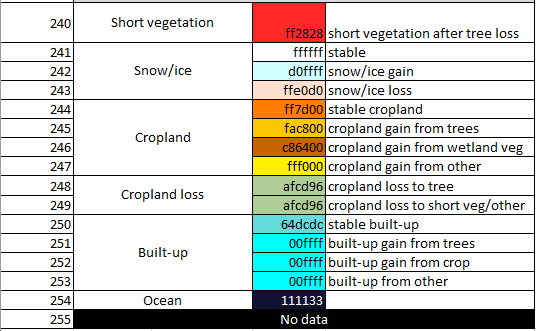 240 Short vegetation ff2828 short vegetation after tree loss
241 ffffff stable
242 Snow/ice d0ffff snow/ice gain
243 ffe0d0 snow/ice loss
244 ff7d00 stable cropland
245 Cropland fac800 cropland gain from trees
246 c86400 cropland gain from wetland veg
247 fff000 cropland gain from other
248 Cropland loss afcd96 cropland loss to tree
249 afcd96 cropland loss to short veg/other
250 64dcdc stable built-up
251 Built-up 00ffff built-up gain from trees
252 00ffff built-up gain from crop
253 00ffff built-up from other
254 Ocean 111133
255 No data